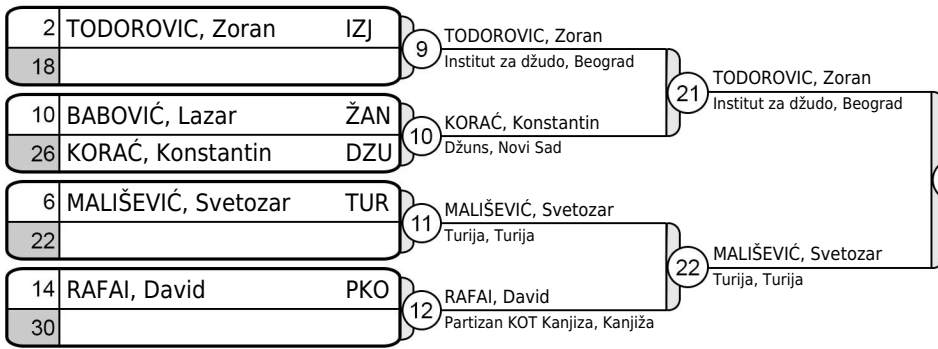 2 TODOROVIC, Zoran IZJ
18
9
TODOROVIC, Zoran
Institut za džudo, Beograd
10 BABOVIĆ, Lazar ŽAN
26 KORAĆ, Konstantin DZU
10
KORAĆ, Konstantin
Džuns, Novi Sad
21
TODOROVIC, Zoran
Institut za džudo, Beograd
6 MALIŠEVIĆ, Svetozar TUR
22
11
MALIŠEVIĆ, Svetozar
Turija, Turija
14 RAFAI, David PKO
30
12
RAFAI, David
Partizan KOT Kanjiza, Kanjiža
22
MALIŠEVIĆ, Svetozar
Turija, Turija